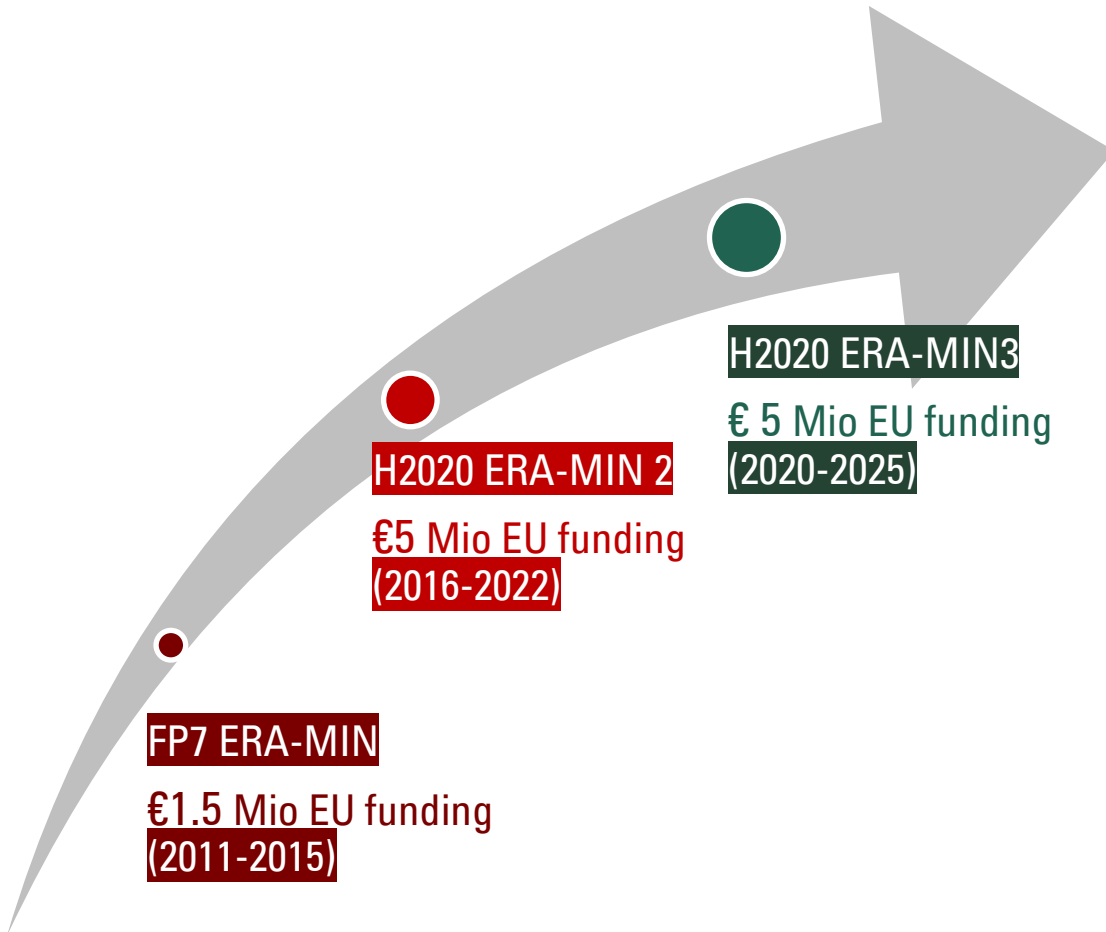 H2020 ERA-MIN3
€ 5 Mio EU funding
(2020-2025)
H2020 ERA-MIN 2
€5 Mio EU funding
(2016-2022)
FP7 ERA-MIN
€1.5 Mio EU funding
(2011-2015)